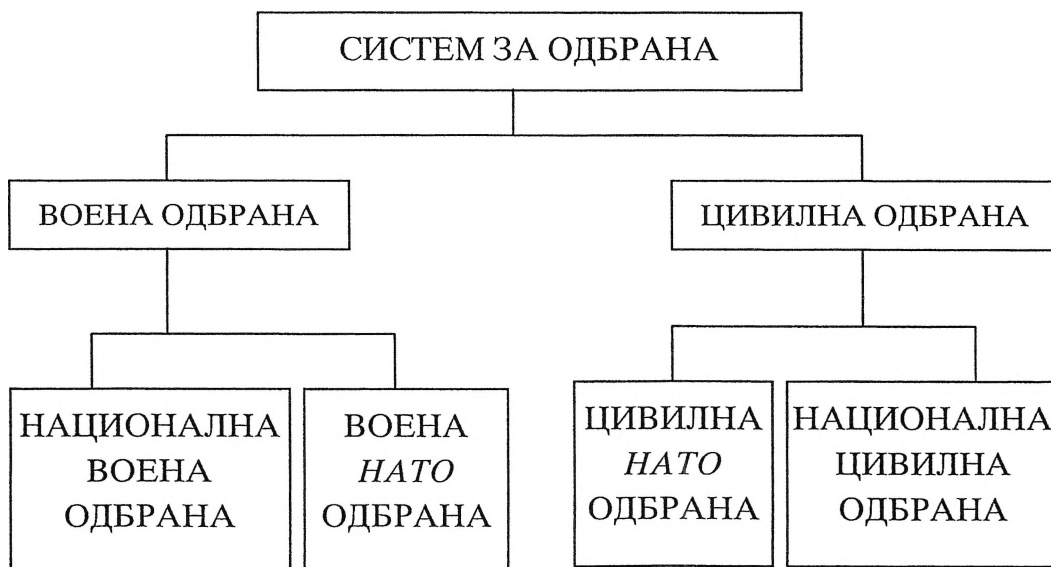 СИСТЕМ ЗА ОДБРАНА
ВОЕНА ОДБРАНА
ЦИВИЛНА ОДБРАНА
НАЦИОНАЛНА
ВОЕНА
ОДБРАНА
ВОЕНА
НАТО
ОДБРАНА
ЦИВИЛНА
НАТО
ОДБРАНА
НАЦИОНАЛНА
ЦИВИЛНА
ОДБРАНА